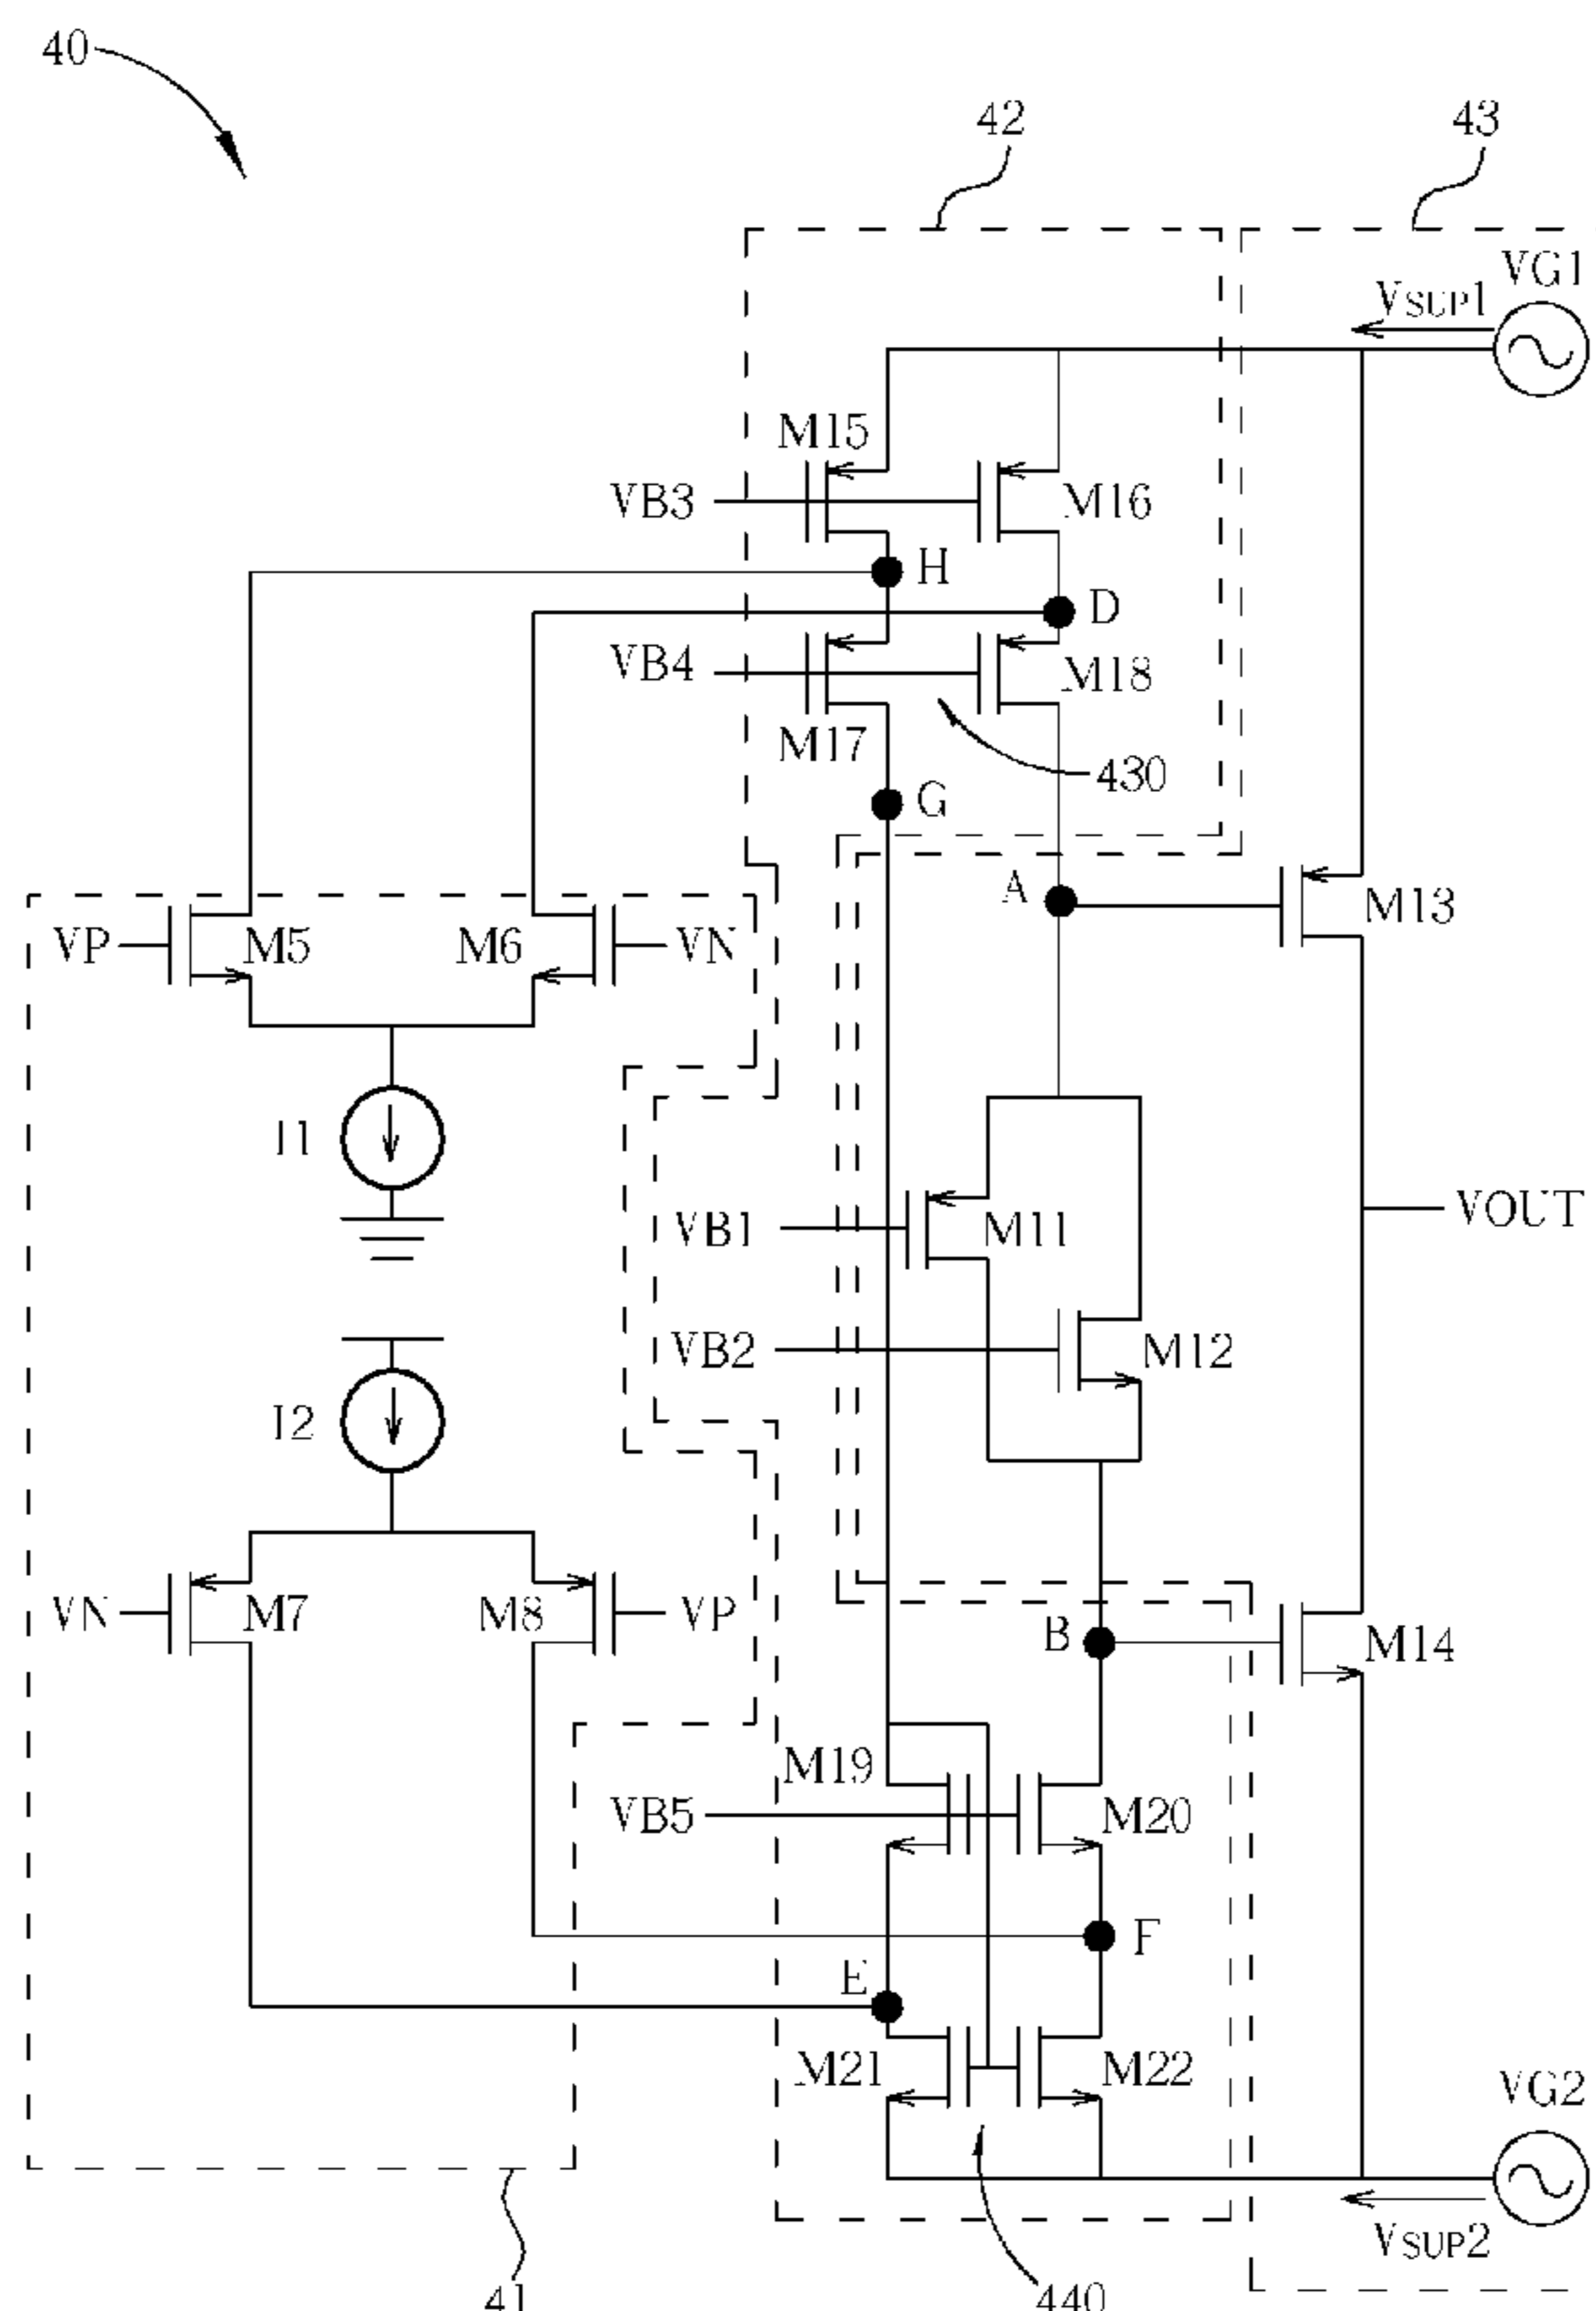 40
42
43
VG1
VSUP1
M15
VB3
M16
H
D
VB4
M18
M17
430
G
A
M13
VP
M5
M6
VN
I1
VB1
M11
VOUT
VB2
M12
I2
VN
M7
M8
VP
B
M14
M19
VB5
M20
F
E
M21
M22
VG2
VSUP2
41
440